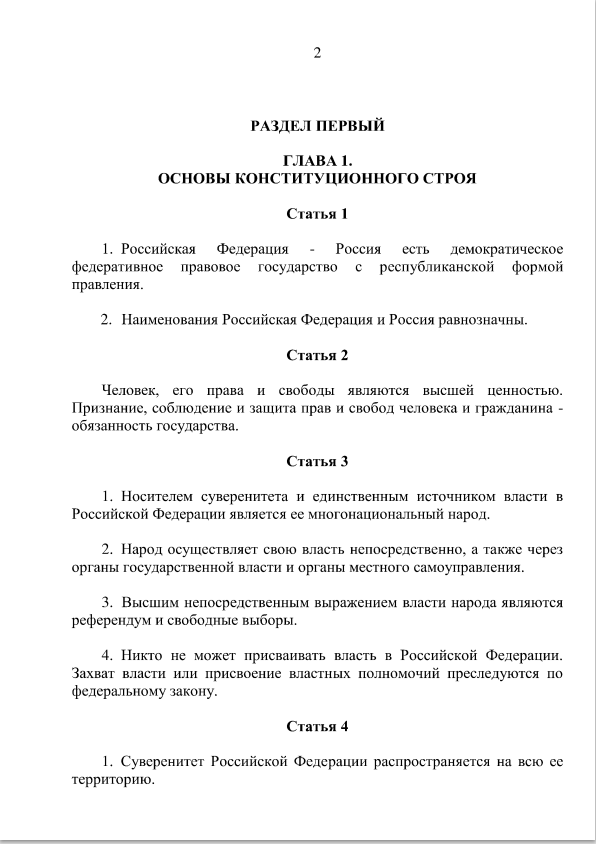 2
РАЗДЕЛ ПЕРВЫЙ
ГЛАВА 1.
ОСНОВЫ КОНСТИТУЦИОННОГО СТРОЯ
Статья 1
1. Российская Федерация - Россия есть демократическое
федеративное правовое государство с республиканской формой
правления.
2. Наименования Российская Федерация и Россия равнозначны.
Статья 2
Человек, его права и свободы являются высшей ценностью.
Признание, соблюдение и защита прав и свобод человека и гражданина -
обязанность государства.
Статья 3
1. Носителем суверенитета и единственным источником власти в
Российской Федерации является ее многонациональный народ.
2. Народ осуществляет свою власть непосредственно, а также через
органы государственной власти и органы местного самоуправления.
3. Высшим непосредственным выражением власти народа являются
референдум и свободные выборы.
4. Никто не может присваивать власть в Российской Федерации.
Захват власти или присвоение властных полномочий преследуются по
федеральному закону.
Статья 4
1. Суверенитет Российской Федерации распространяется на всю ее
территорию.